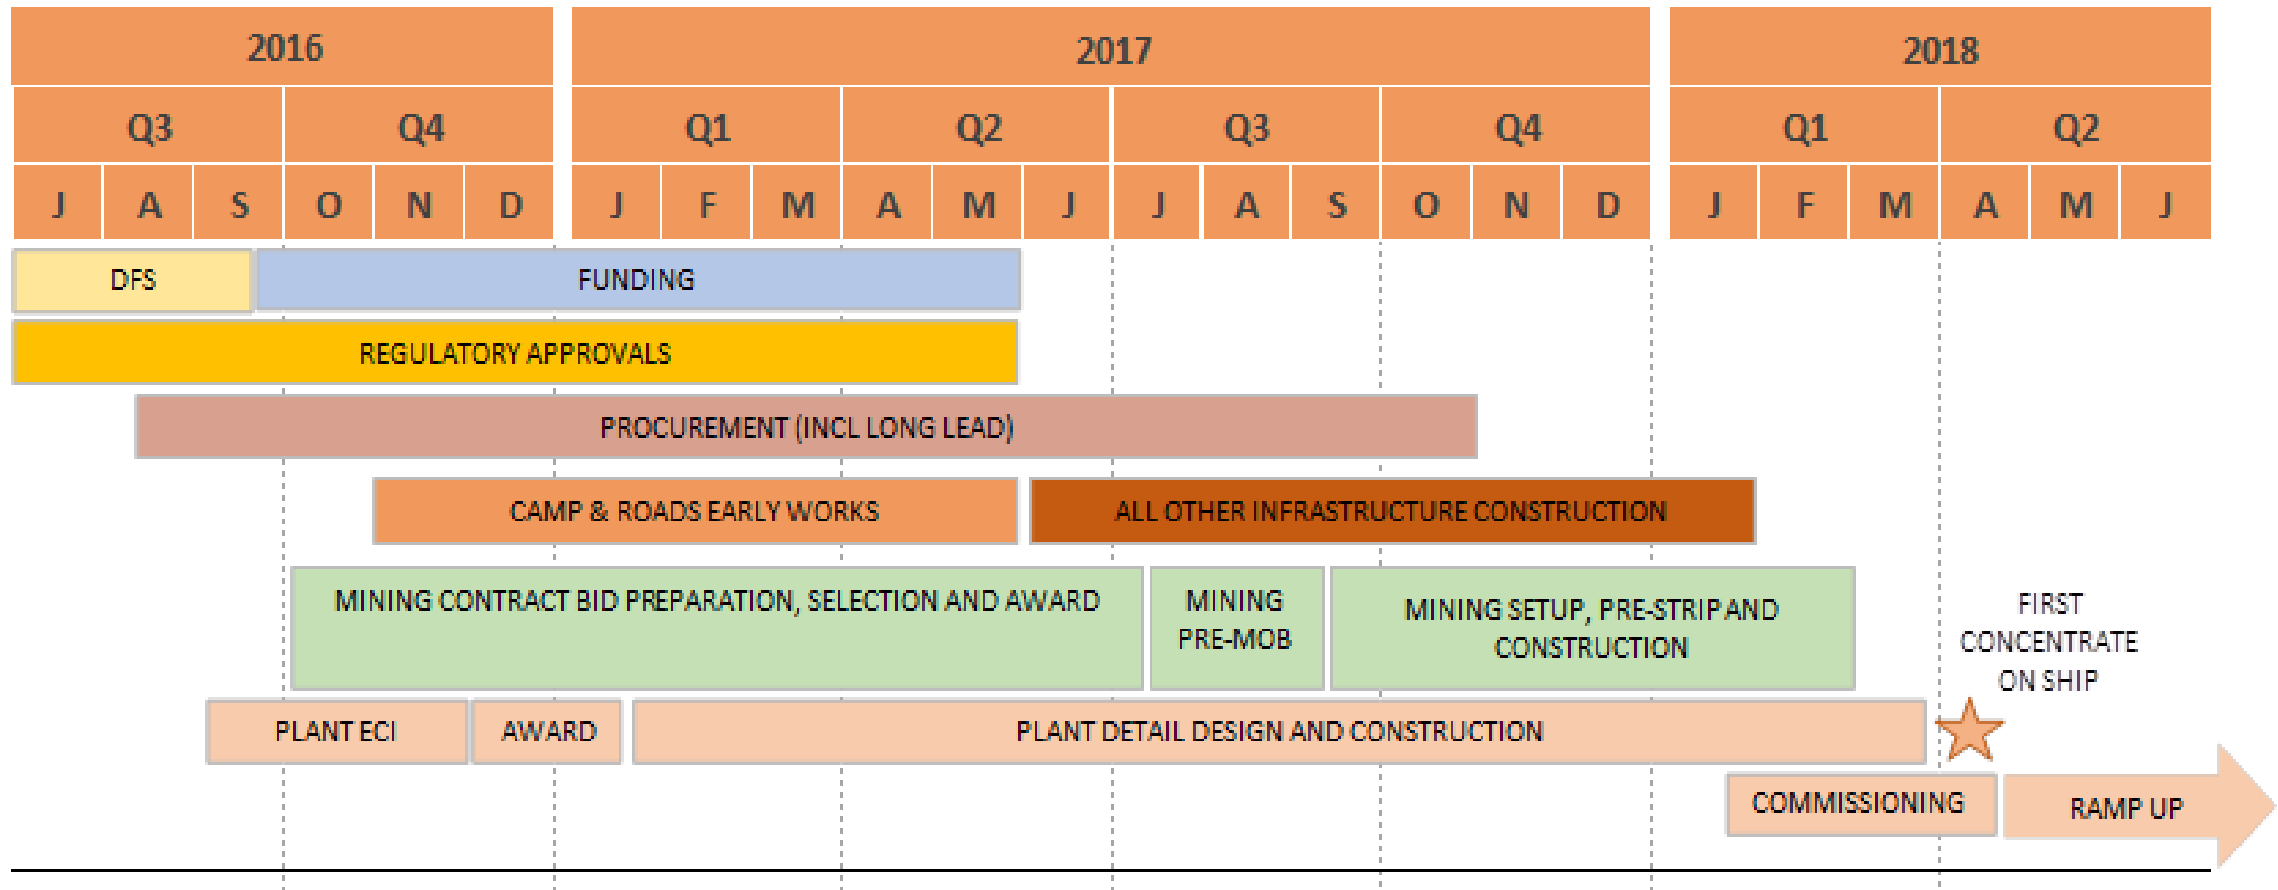 2016 2017 2018
Q3 Q4 Q1 Q2 Q3 Q4 Q1 Q2
J A S O N D J F M A M J J A S O N D J F M A M J
DFS FUNDING
REGULATORY APPROVALS
PROCUREMENT (INCL LONG LEAD)
CAMP & ROADS EARLY WORKS ALL OTHER INFRASTRUCTURE CONSTRUCTION
MINING CONTRACT BID PREPARATION, SELECTION AND AWARD
MINING
PRE-MOB
MINING SETUP, PRE-STRIP AND
CONSTRUCTION
FIRST
CONCENTRATE
ON SHIP
PLANT ECI AWARD PLANT DETAIL DESIGN AND CONSTRUCTION
COMMISSIONING RAMP UP